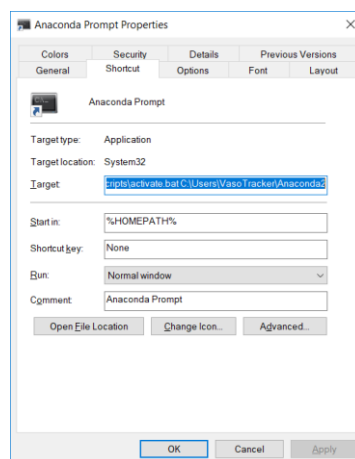 Anaconda Prompt Properties
Colors Security Details Previous Versions
General Shortcut Options Font Layout
Anaconda Prompt
Target type: Application
Target location: System32
Target: cripts\activate.bat C:\Users\VasoTracker\Anaconda2
Start in: %HOMEPATH%
Shortcut key: None
Run: Normal window
Comment: Anaconda Prompt
Open File Location Change Icon... Advanced...
OK Cancel Apply